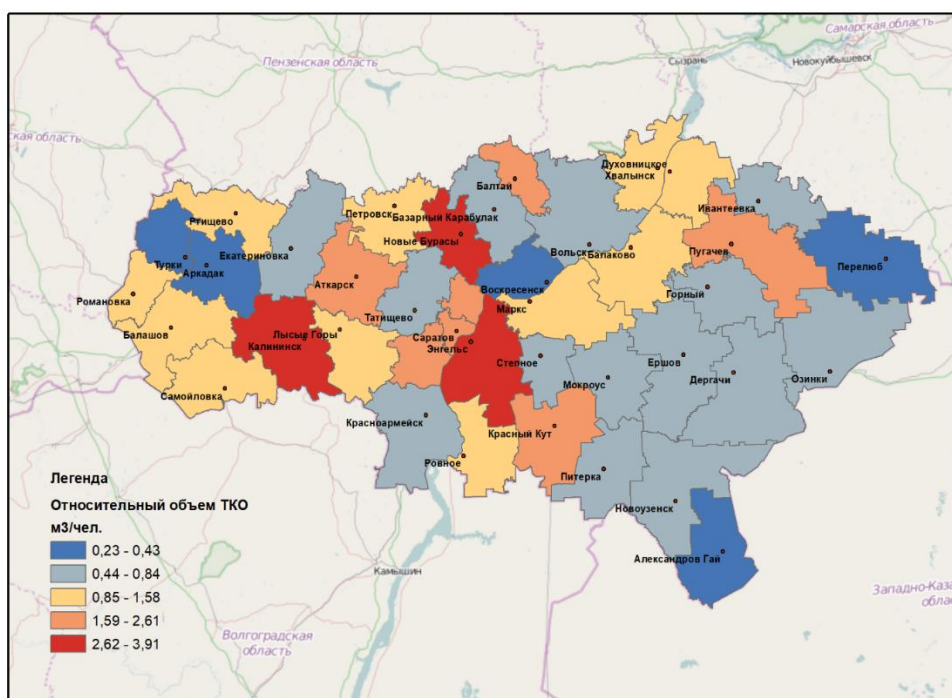 Самарская область
Новокуйбышевск
Сызрань
Пензенская область
ская область
Духовницкое
Хвалынск
Балтай
Ивантеевка
Петровск
Базарный Карабулак
Ртищево
Новые Бурасы
Екатериновка
Вольск
Балаково
Пугачев
Турки
Аркадак
Перелюб
Аткарск
Воскресенск
Горный
Романовка
Маркс
Татищево
Балашов
Лысые Горы
Калининск
Саратов
Энгельс
Степное
Ершов
Мокроус
Дергачи
Озинки
Самойловка
Красноармейск
Красный Кут
Ровное
Питерка
Новоузенск
Александров Гай
Камышин
Волгоградская
область
Западно-Каза
облас
Легенда
Относительный объем ТКО
м3/чел.
0,23 - 0,43
0,44 - 0,84
0,85 - 1,58
1,59 - 2,61
2,62 - 3,91